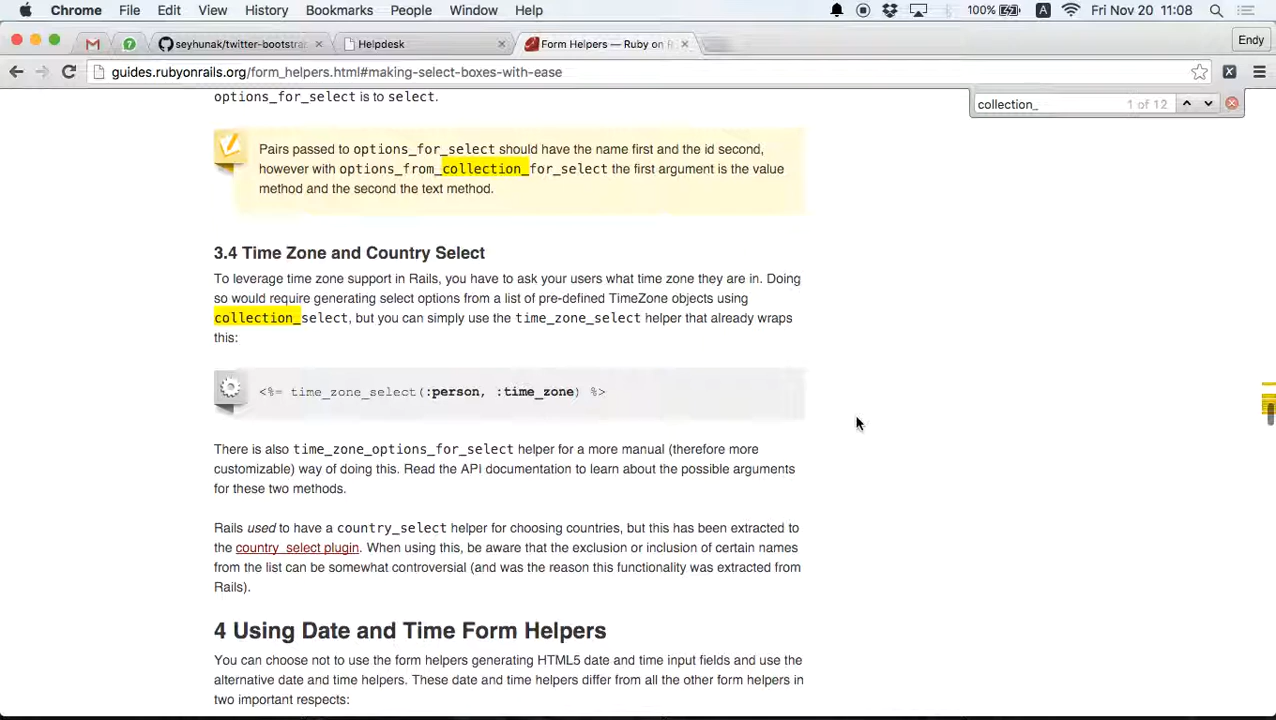 Chrome File Edit View History Bookmarks People Window Help 100% A Fri Nov 20 11:08
seyhunak/twitter-bootstra Helpdesk Form Helpers — Ruby on R Endy
guides.rubyonrails.org/form_helpers.html#making-select-boxes-with-ease
collection_ 1 of 12
options_for_select is to select.
Pairs passed to options_for_select should have the name first and the id second,
however with options_from_collection_for_select the first argument is the value
method and the second the text method.
3.4 Time Zone and Country Select
To leverage time zone support in Rails, you have to ask your users what time zone they are in. Doing
so would require generating select options from a list of pre-defined TimeZone objects using
collection_select, but you can simply use the time_zone_select helper that already wraps
this:
<%= time_zone_select(:person, :time_zone) %>
There is also time_zone_options_for_select helper for a more manual (therefore more
customizable) way of doing this. Read the API documentation to learn about the possible arguments
for these two methods.
Rails used to have a country_select helper for choosing countries, but this has been extracted to
the country_select plugin. When using this, be aware that the exclusion or inclusion of certain names
from the list can be somewhat controversial (and was the reason this functionality was extracted from
Rails).
4 Using Date and Time Form Helpers
You can choose not to use the form helpers generating HTML5 date and time input fields and use the
alternative date and time helpers. These date and time helpers differ from all the other form helpers in
two important respects: